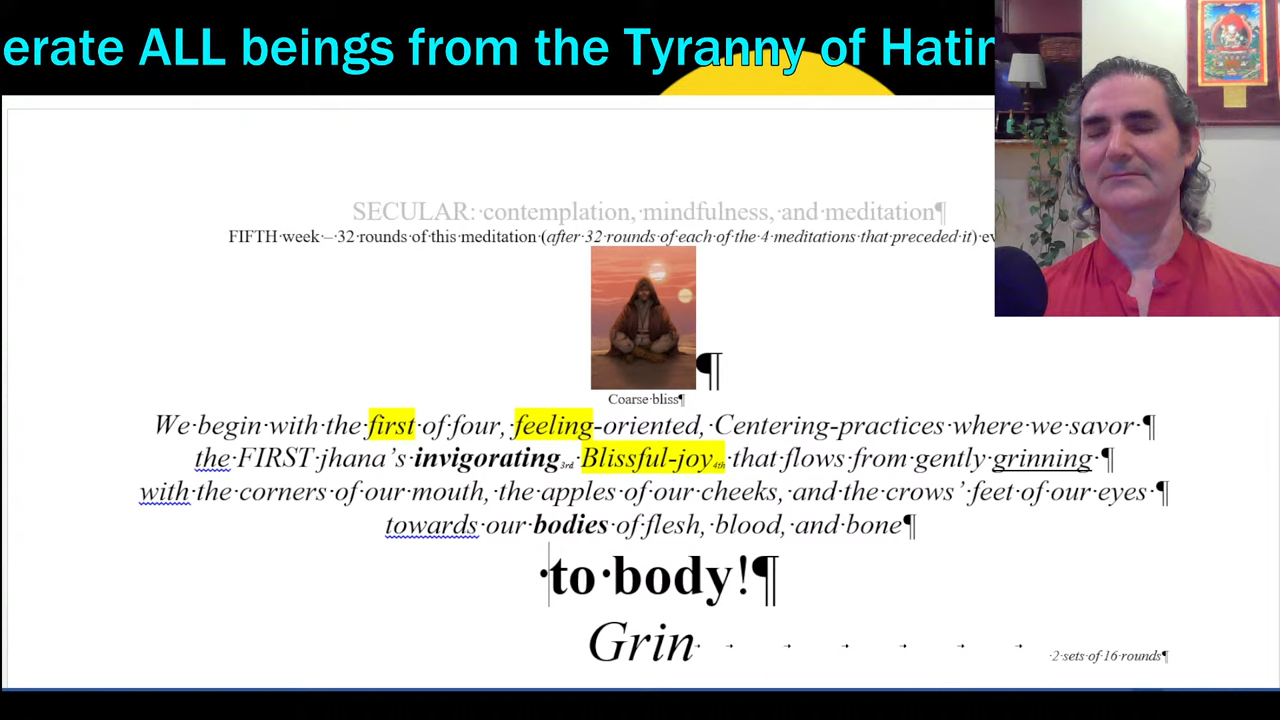 erate ALL beings from the Tyranny of Hatin
SECULAR: contemplation, mindfulness, and meditation¶
FIFTH week – 32 rounds of this meditation (after 32 rounds of each of the 4 meditations that preceded it)
¶
Coarse bliss¶
We begin with the first of four, feeling-oriented, Centering-practices where we savor ¶
the FIRST jhana’s invigorating3rd Blissful-joy4th that flows from gently grinning ¶
with the corners of our mouth, the apples of our cheeks, and the crows’ feet of our eyes ¶
towards our bodies of flesh, blood, and bone¶
to body!¶
Grin → → → → → → → 2 sets of 16 rounds¶